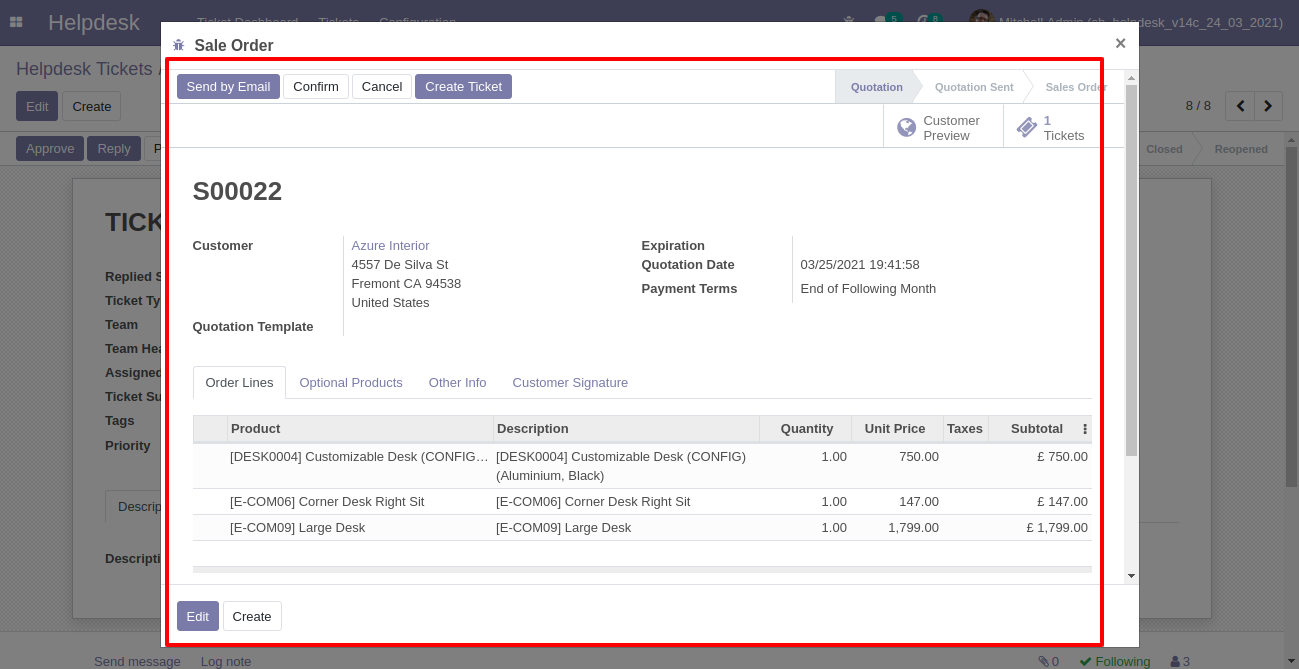 Helpdesk Ticket Dashboard Tickets Configuration 5 8 Mitchell Admin
desk_v14c_24_03_2021)
Sale Order ×
Helpdesk Tickets
Send by Email Confirm Cancel Create Ticket Quotation Quotation Sent Sales Order
Edit Create 8 / 8
Customer
Preview
1
Tickets
Approve Reply Closed Reopened
S00022
TICK
Customer Azure Interior Expiration
4557 De Silva St Quotation Date 03/25/2021 19:41:58
Fremont CA 94538 Payment Terms End of Following Month
United States
Quotation Template
Replied S
Ticket Ty
Team
Team Hea
Assigned
Ticket Su
Tags
Priority
Order Lines Optional Products Other Info Customer Signature
Product Description Quantity Unit Price Taxes Subtotal
[DESK0004] Customizable Desk (CONFIG… [DESK0004] Customizable Desk (CONFIG) 1.00 750.00 £ 750.00
(Aluminium, Black)
[E-COM06] Corner Desk Right Sit [E-COM06] Corner Desk Right Sit 1.00 147.00 £ 147.00
[E-COM09] Large Desk [E-COM09] Large Desk 1.00 1,799.00 £ 1,799.00
Descrip
Descripti
Edit Create
Send message Log note 0 Following 3